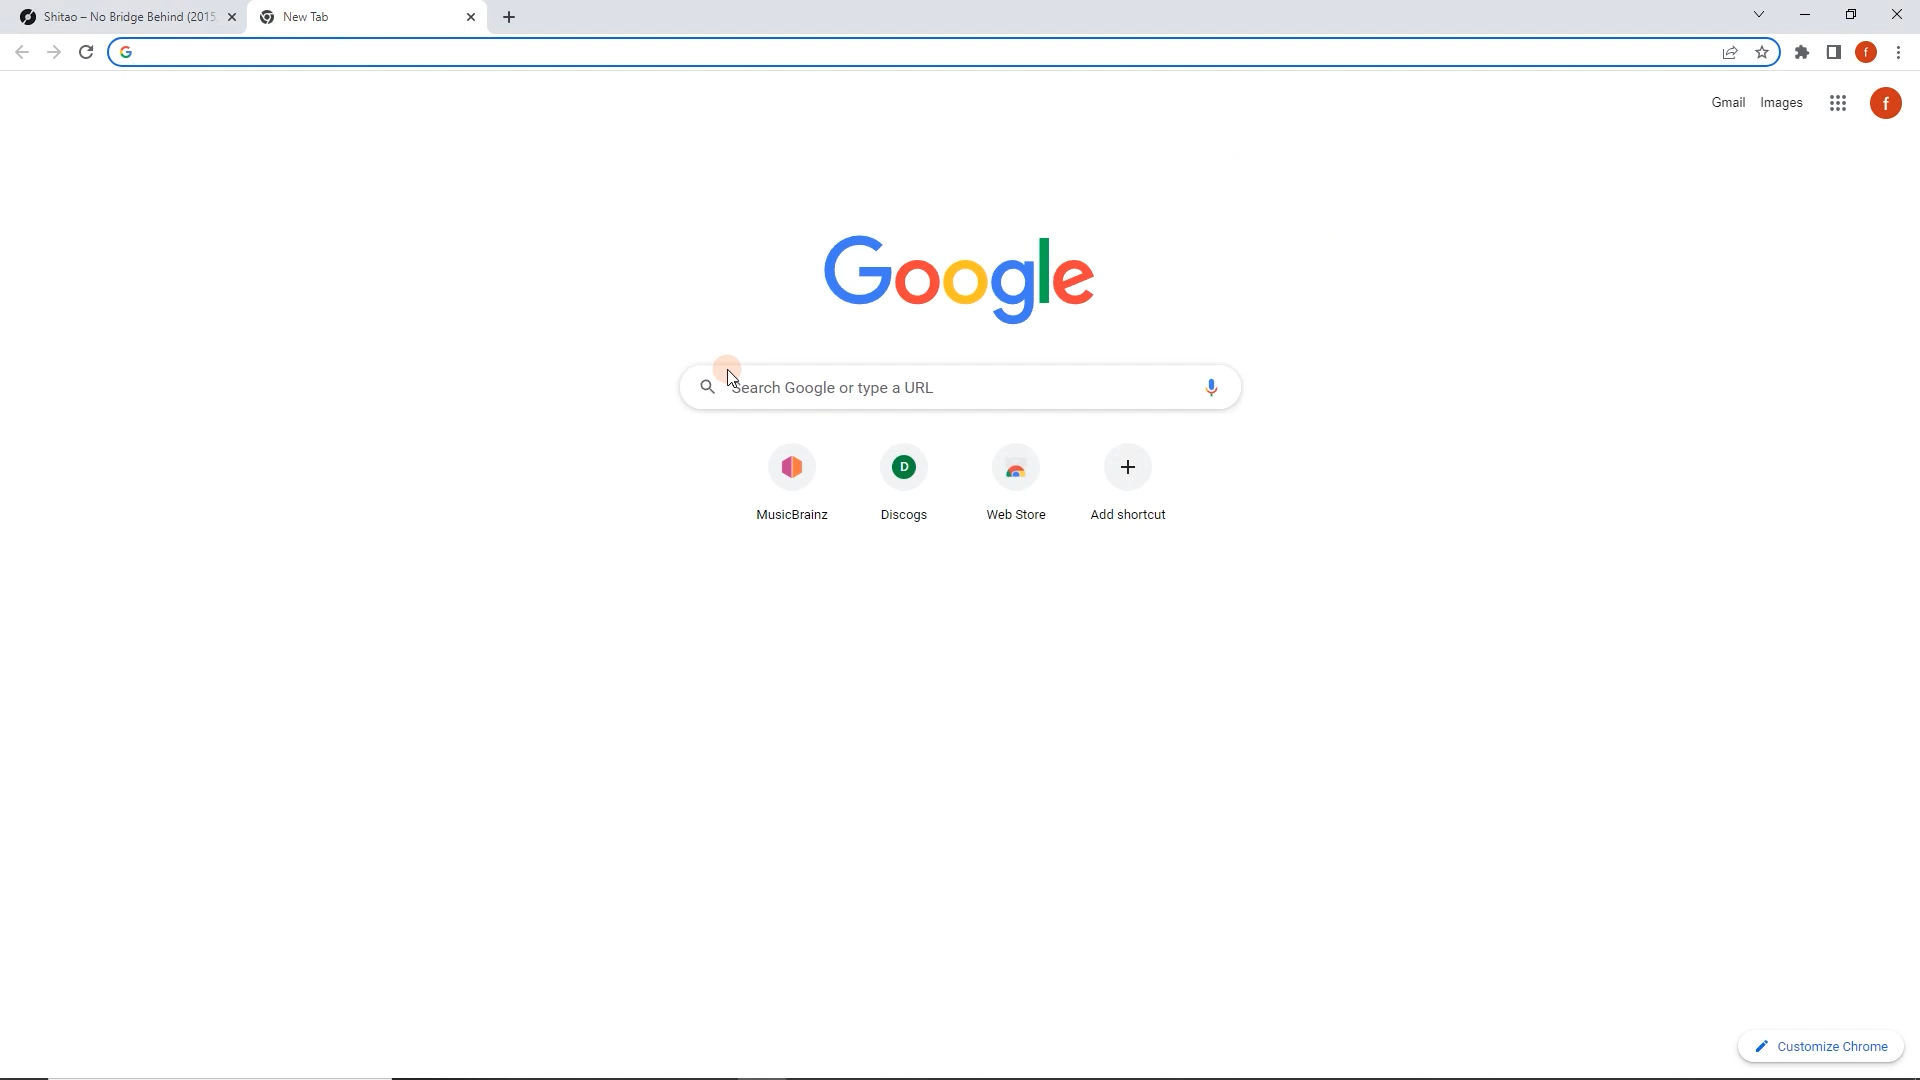 Shitao – No Bridge Behind (2015
New Tab
f
Gmail
Images
f
Google
Search Google or type a URL
D
MusicBrainz
Discogs
Web Store
Add shortcut
Customize Chrome